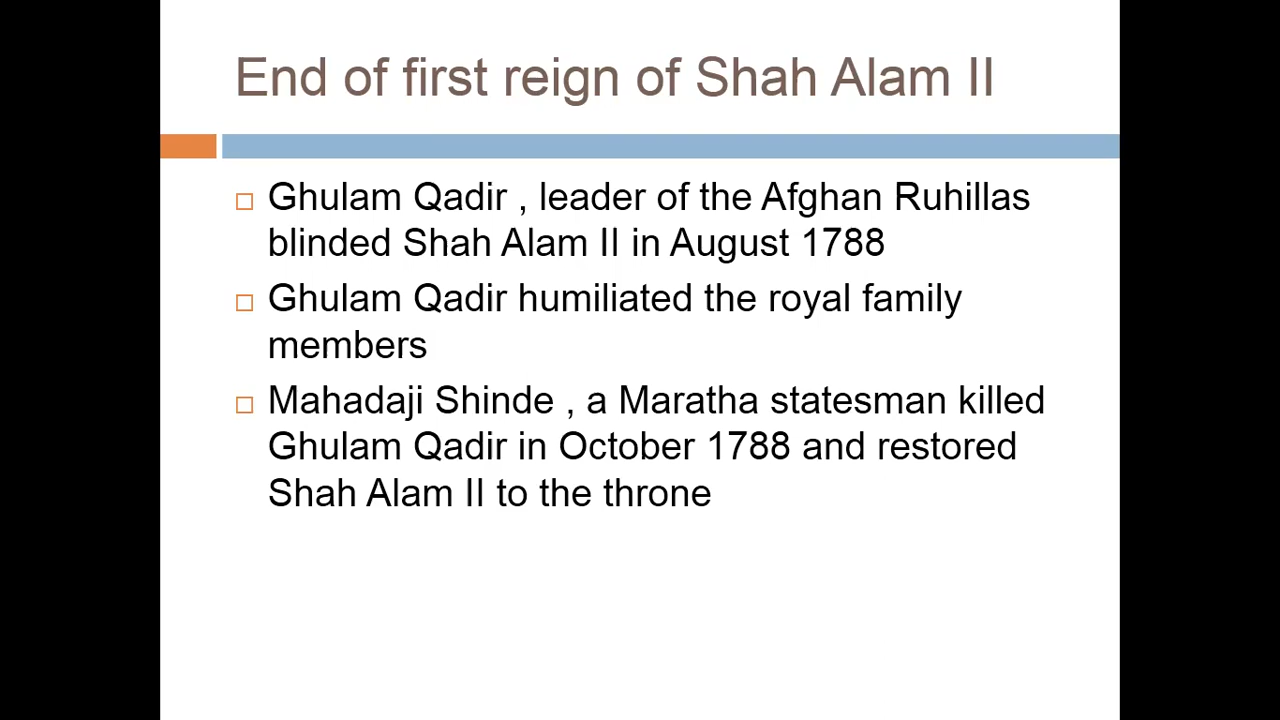 End of first reign of Shah Alam II
Ghulam Qadir , leader of the Afghan Ruhillas
blinded Shah Alam II in August 1788
Ghulam Qadir humiliated the royal family
members
Mahadaji Shinde , a Maratha statesman killed
Ghulam Qadir in October 1788 and restored
Shah Alam II to the throne